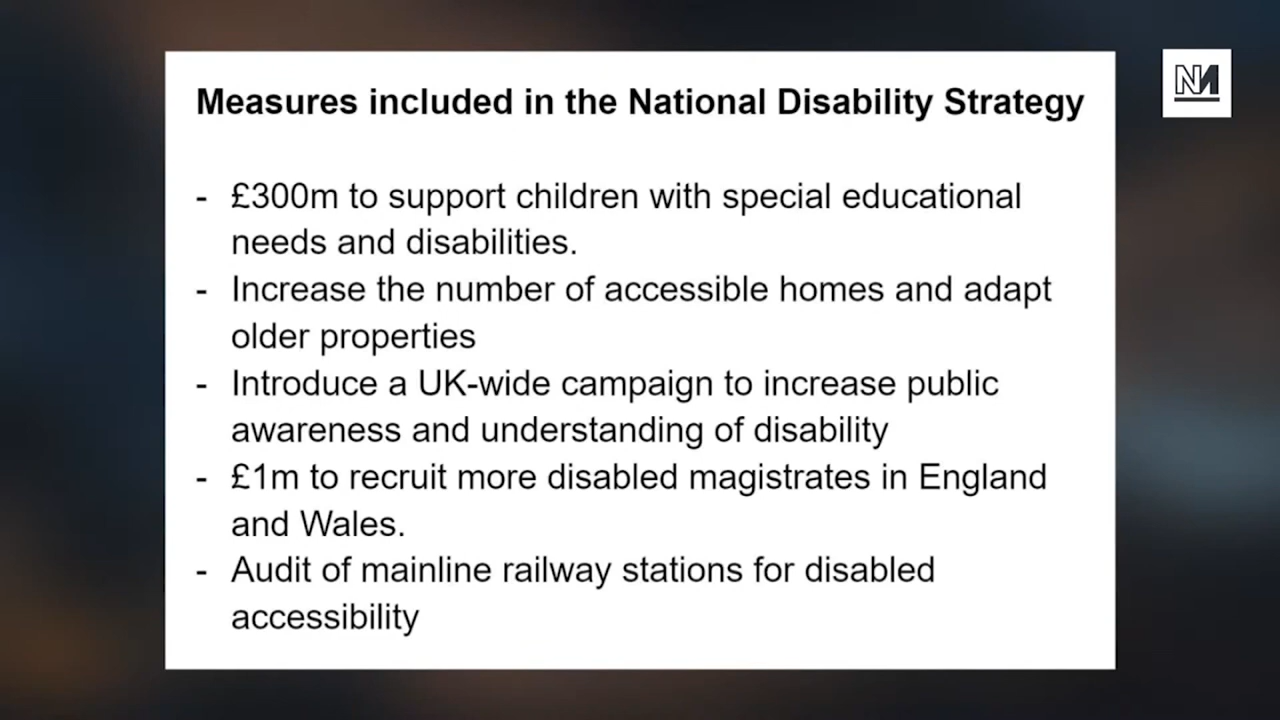 NM
Measures included in the National Disability Strategy
- £300m to support children with special educational
needs and disabilities.
- Increase the number of accessible homes and adapt
older properties
- Introduce a UK-wide campaign to increase public
awareness and understanding of disability
- £1m to recruit more disabled magistrates in England
and Wales.
- Audit of mainline railway stations for disabled
accessibility